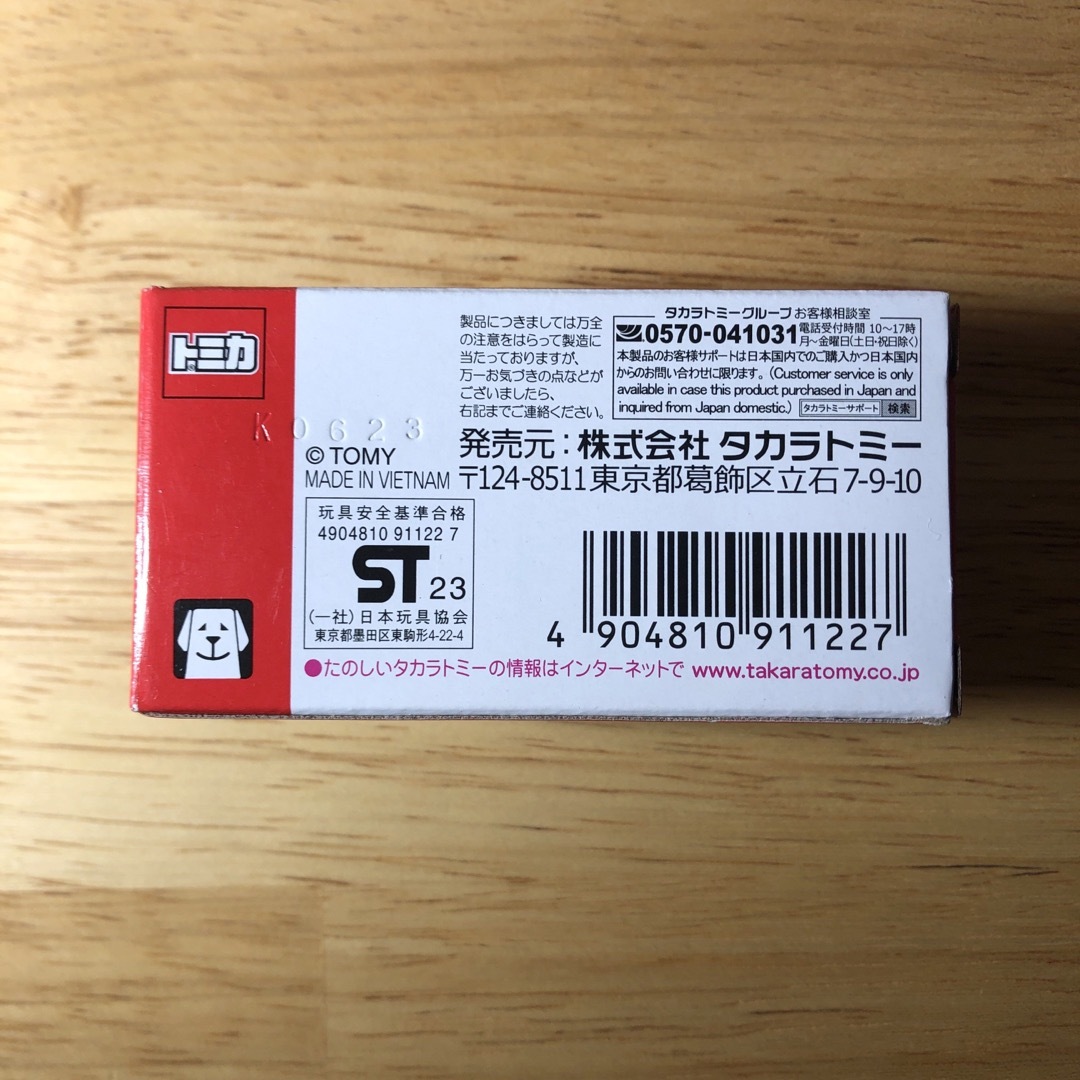 トミカ
®
K0623
© TOMY
MADE IN VIETNAM
製品につきましては万全
の注意をはらって製造に
当たっておりますが、
万一お気づきの点などが
ございましたら、
右記までご連絡ください。
タカラトミーグループ お客様相談室
0570-041031 電話受付時間 10〜17時
月〜金曜日(土日・祝日除く)
本製品のお客様サポートは日本国内でのご購入かつ日本国内
からのお問い合わせに限ります。(Customer service is only
available in case this product purchased in Japan and
inquired from Japan domestic.) タカラトミーサポート 検索
発売元:株式会社 タカラトミー
〒124-8511 東京都葛飾区立石 7-9-10
玩具安全基準合格
4904810 91122 7
ST 23
(一社)日本玩具協会
東京都墨田区東駒形4-22-4
4 904810 911227
●たのしいタカラトミーの情報はインターネットで www.takaratomy.co.jp